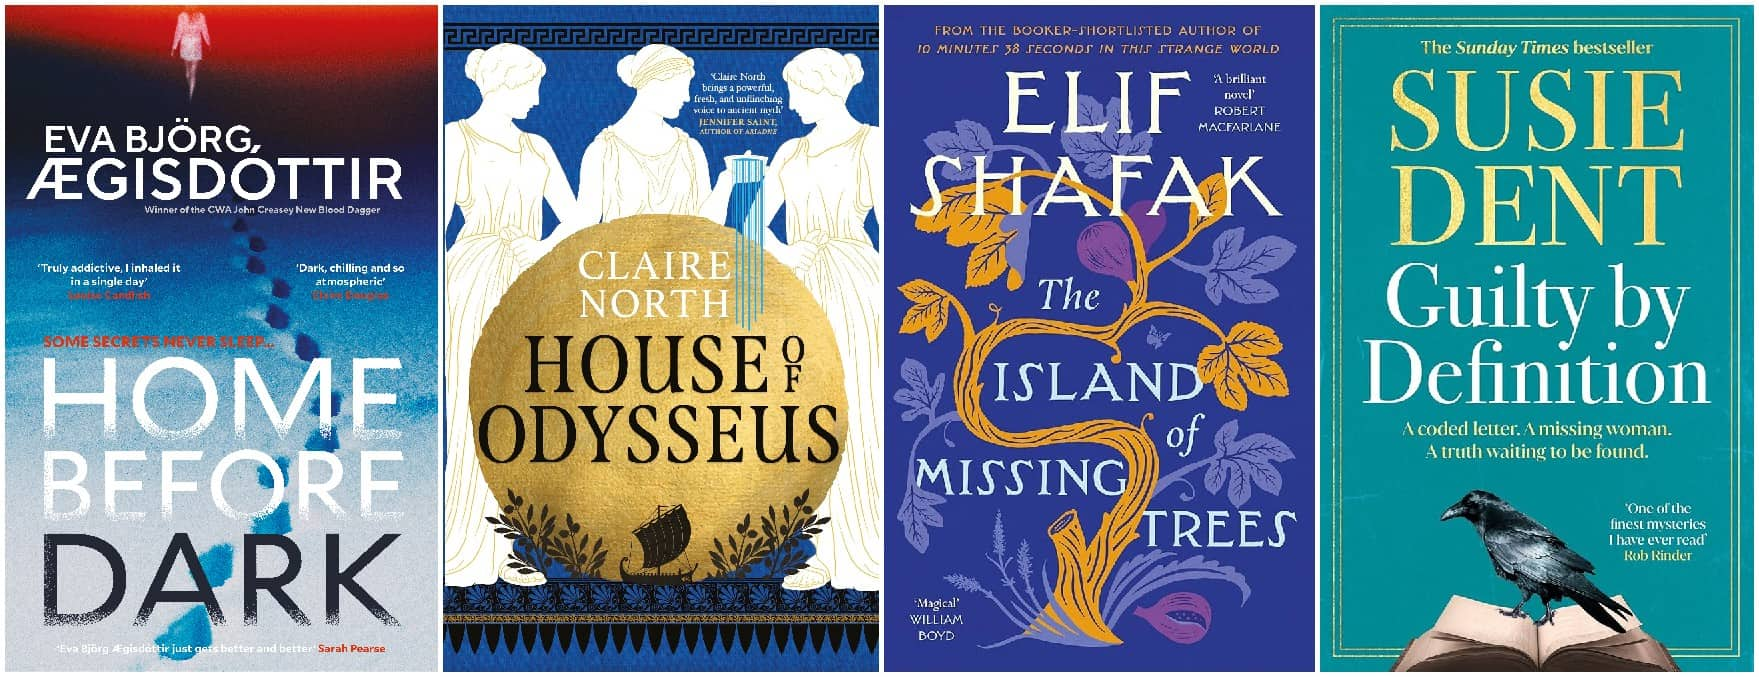 EVA BJÖRG
ÆGISDÓTTIR
Winner of the CWA John Creasey New Blood Dagger
‘Truly addictive, I inhaled it
in a single day’
Louise Candlish
‘Dark, chilling and so
atmospheric’
Claire Douglas
SOME SECRETS NEVER SLEEP...
HOME
BEFORE
DARK
‘Eva Björg Ægisdóttir just gets better and better’ Sarah Pearse
‘Claire North
brings a powerful,
fresh, and unflinching
voice to ancient myth’
JENNIFER SAINT,
AUTHOR OF ARIADNE
CLAIRE
NORTH
HOUSE OF
ODYSSEUS
FROM THE BOOKER-SHORTLISTED AUTHOR OF
10 MINUTES 38 SECONDS IN THIS STRANGE WORLD
ELIF
SHAFAK
‘A brilliant
novel’
ROBERT
MACFARLANE
The
ISLAND
of
MISSING
TREES
‘Magical’
WILLIAM
BOYD
The Sunday Times bestseller
SUSIE
DENT
Guilty by
Definition
A coded letter. A missing woman.
A truth waiting to be found.
‘One of the
finest mysteries
I have ever read’
Rob Rinder